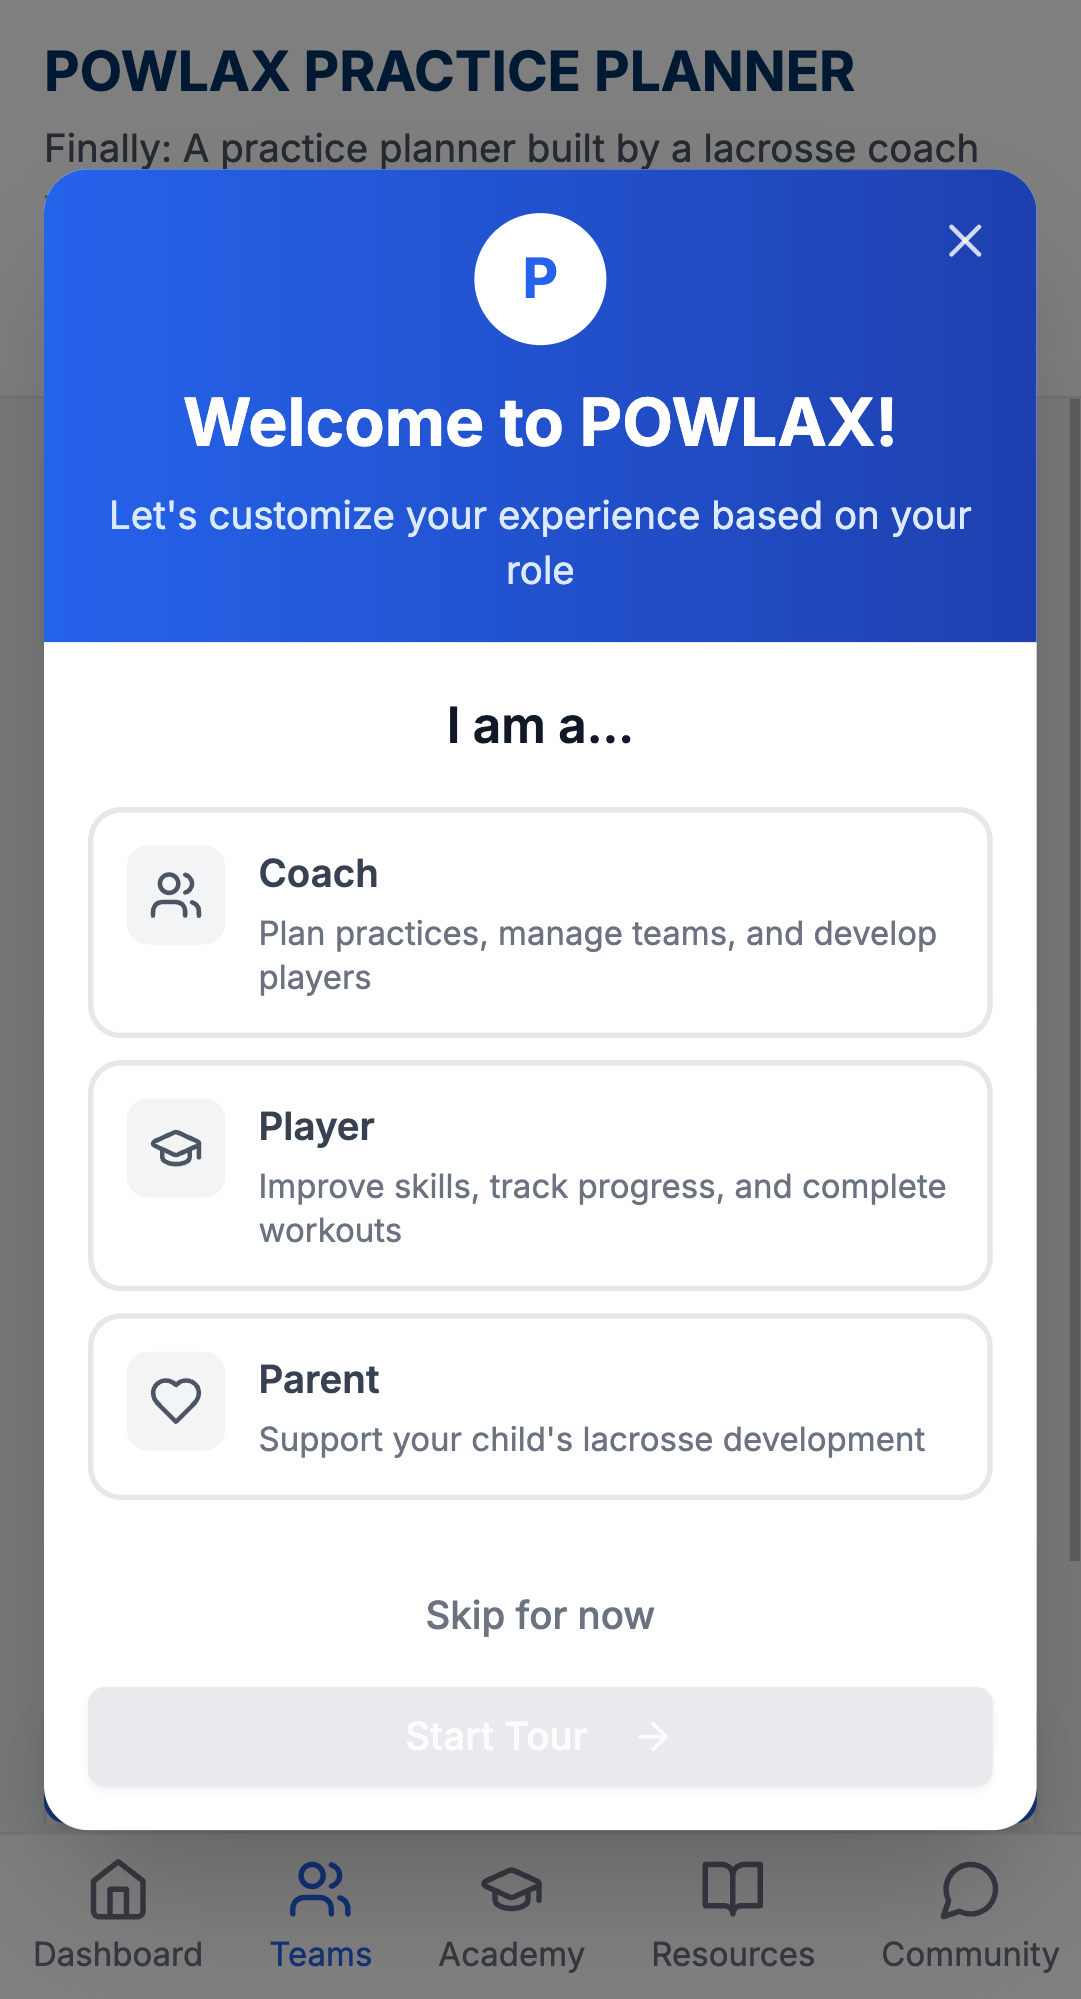 POWLAX PRACTICE PLANNER
Finally: A practice planner built by a lacrosse coach
P
Welcome to POWLAX!
Let's customize your experience based on your
role
I am a...
Coach
Plan practices, manage teams, and develop
players
Player
Improve skills, track progress, and complete
workouts
Parent
Support your child's lacrosse development
Skip for now
Start Tour
Dashboard
Teams
Academy
Resources
Community